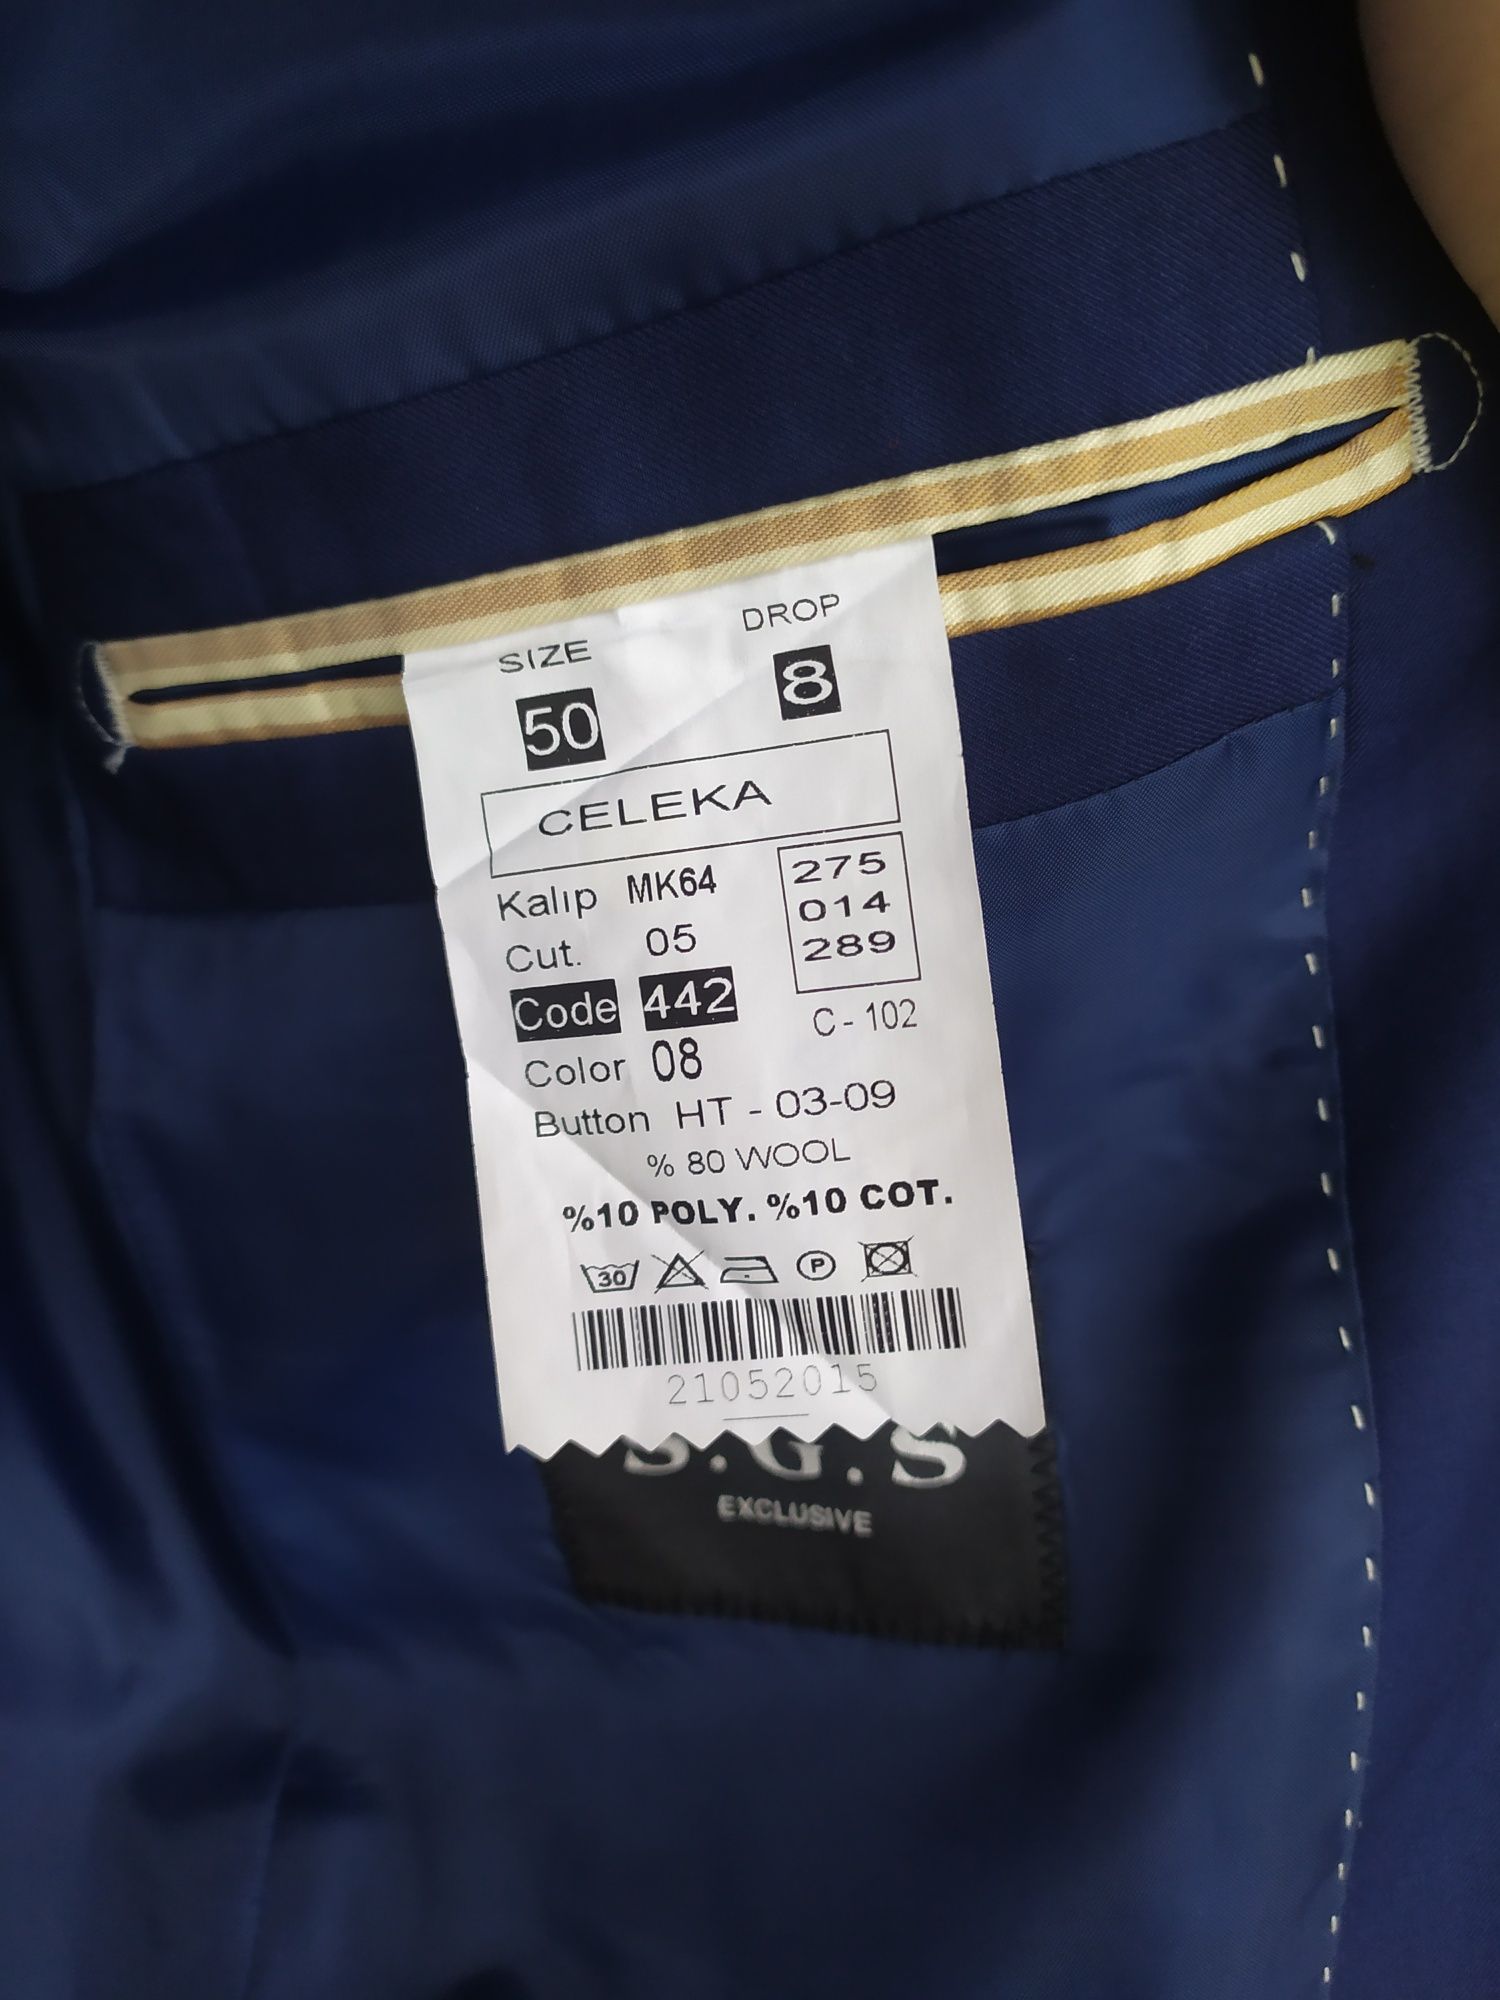 SIZE DROP
50 8
CELEKA
Kalıp MK64
275
Cut. 05
014
289
Code 442
C - 102
Color 08
Button HT - 03-09
% 80 WOOL
%10 POLY. %10 COT.
30 P
21052015
S.G.S
EXCLUSIVE